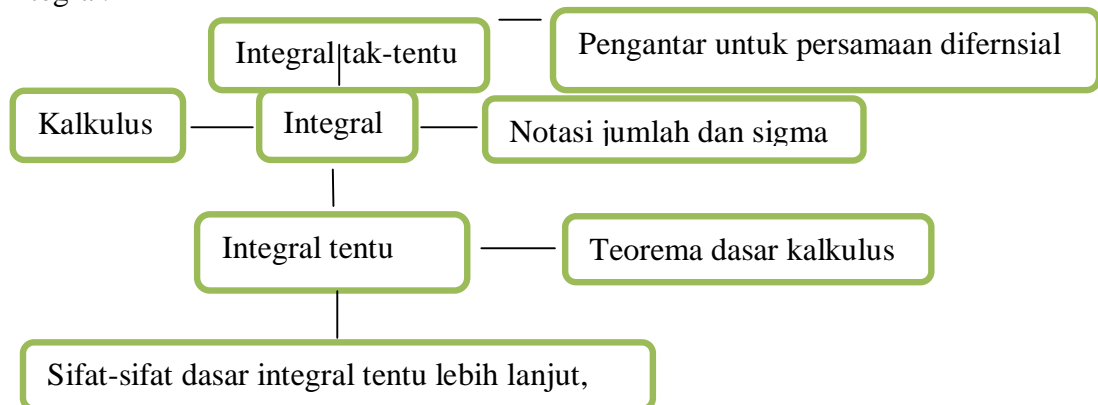 Integral tak-tentu
Pengantar untuk persamaan difernsial
Kalkulus
Integral
Notasi jumlah dan sigma
Integral tentu
Teorema dasar kalkulus
Sifat-sifat dasar integral tentu lebih lanjut,